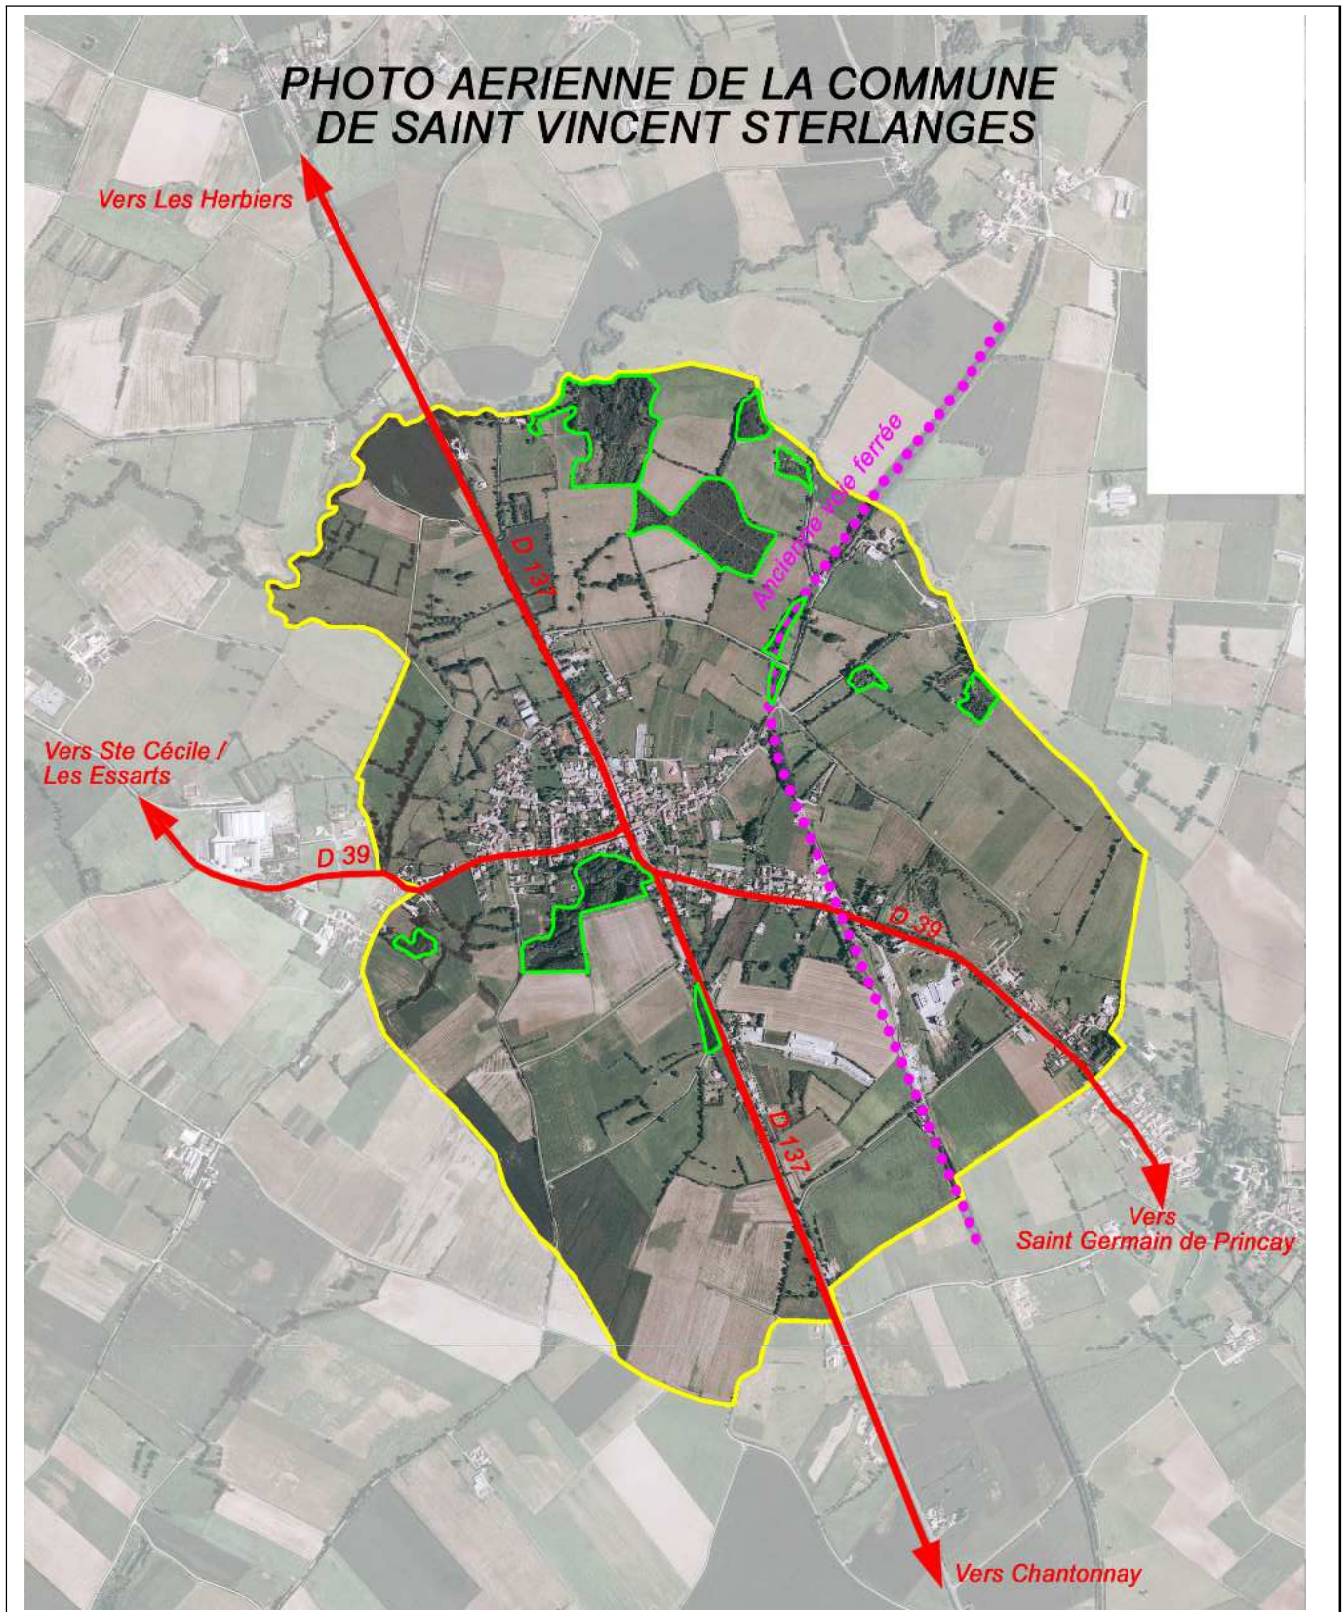 PHOTO AERIENNE DE LA COMMUNE
DE SAINT VINCENT STERLANGES
Vers Les Herbiers
Ancienne voie ferrée
D 137
Vers Ste Cécile /
Les Essarts
D 39
D 39
D 137
Vers
Saint Germain de Princay
Vers Chantonnay